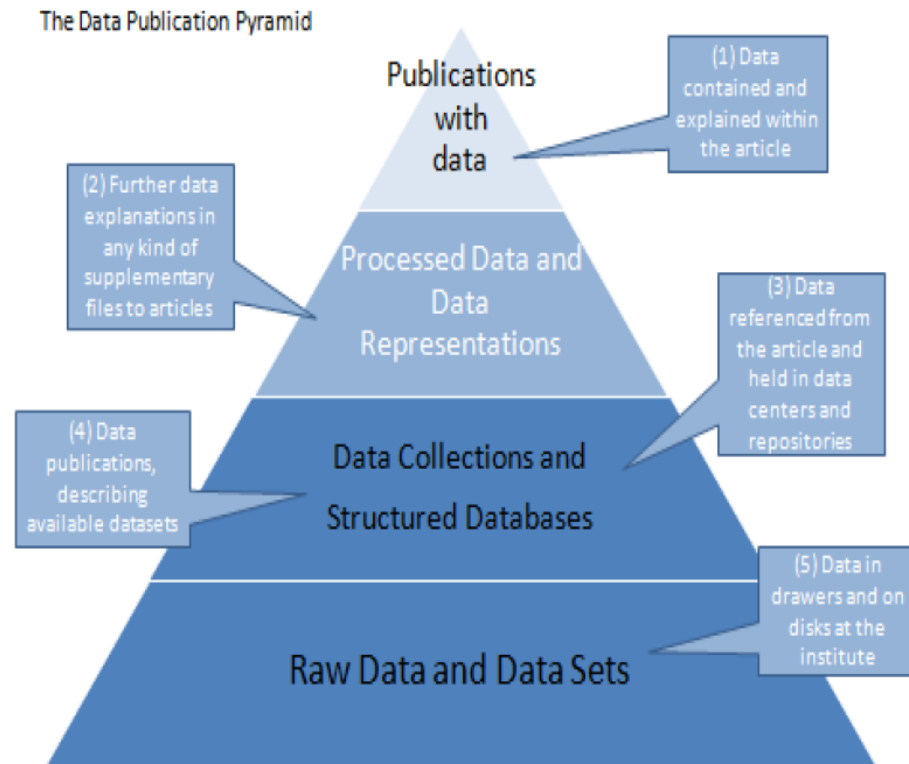 The Data Publication Pyramid
Publications
with
data
(1) Data
contained and
explained within
the article
(2) Further data
explanations in
any kind of
supplementary
files to articles
Processed Data and
Data
Representations
(3) Data
referenced from
the article and
held in data
centers and
repositories
(4) Data
publications,
describing
available datasets
Data Collections and
Structured Databases
(5) Data in
drawers and on
disks at the
institute
Raw Data and Data Sets